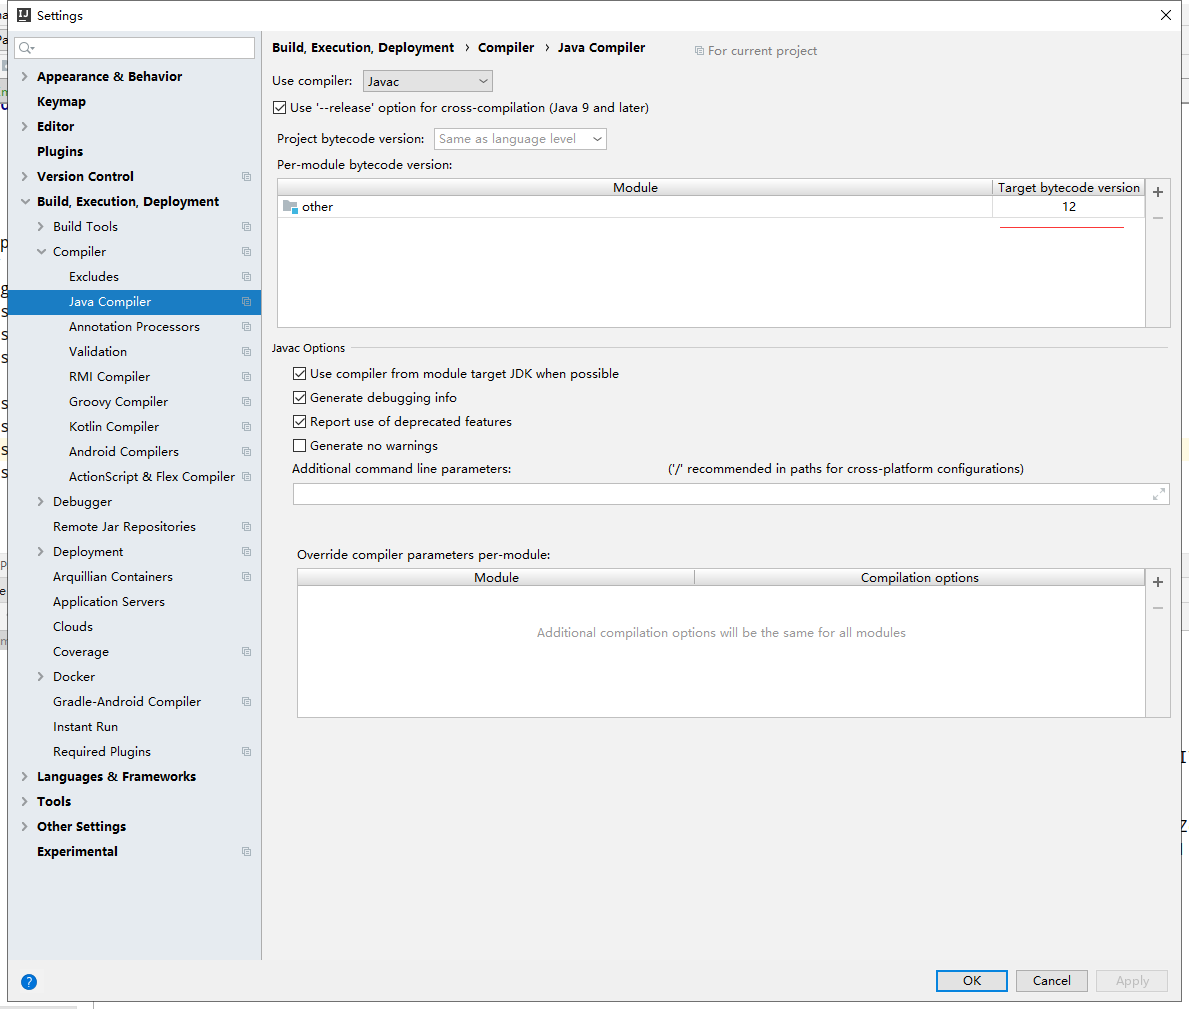 Settings
Appearance & Behavior
Keymap
Editor
Plugins
Version Control
Build, Execution, Deployment
Build Tools
Compiler
Excludes
Java Compiler
Annotation Processors
Validation
RMI Compiler
Groovy Compiler
Kotlin Compiler
Android Compilers
ActionScript & Flex Compiler
Debugger
Remote Jar Repositories
Deployment
Arquillian Containers
Application Servers
Clouds
Coverage
Docker
Gradle-Android Compiler
Instant Run
Required Plugins
Languages & Frameworks
Tools
Other Settings
Experimental
Build, Execution, Deployment › Compiler › Java Compiler For current project
Use compiler: Javac
Use '--release' option for cross-compilation (Java 9 and later)
Project bytecode version: Same as language level
Per-module bytecode version:
Module Target bytecode version
other 12
Javac Options
Use compiler from module target JDK when possible
Generate debugging info
Report use of deprecated features
Generate no warnings
Additional command line parameters: ('/' recommended in paths for cross-platform configurations)
Override compiler parameters per-module:
Module Compilation options
Additional compilation options will be the same for all modules
? OK Cancel Apply